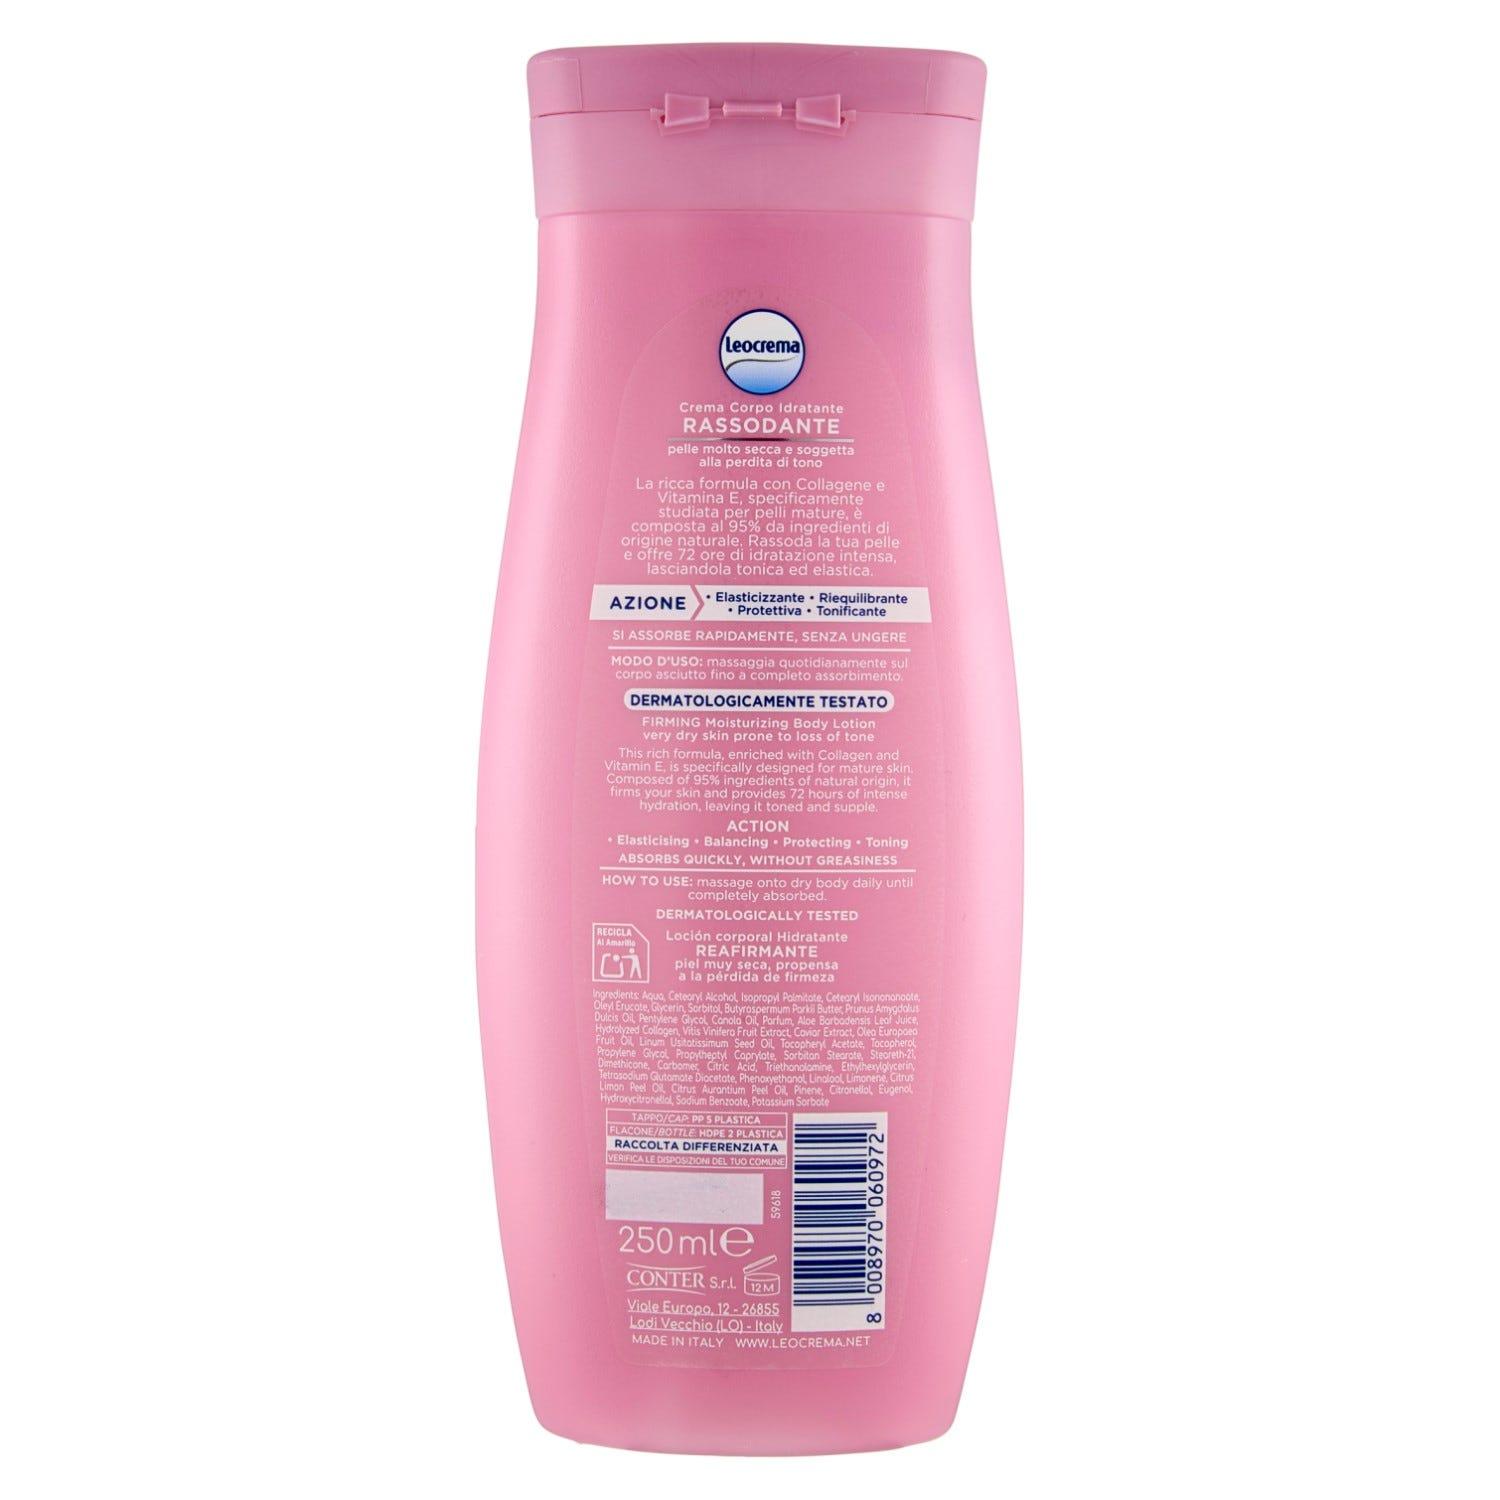 Leocrema
Crema Corpo Idratante
RASSODANTE
pelle molto secca e soggetta
alla perdita di tono
La ricca formula con Collagene e
Vitamina E, specificamente
studiata per pelli mature, è
composta al 95% da ingredienti di
origine naturale. Rassoda la tua pelle
e offre 72 ore di idratazione intensa,
lasciandola tonica ed elastica.
AZIONE • Elasticizzante • Riequilibrante
• Protettiva • Tonificante
SI ASSORBE RAPIDAMENTE, SENZA UNGERE
MODO D'USO: massaggia quotidianamente sul
corpo asciutto fino a completo assorbimento.
DERMATOLOGICAMENTE TESTATO
FIRMING Moisturizing Body Lotion
very dry skin prone to loss of tone
This rich formula, enriched with Collagen and
Vitamin E, is specifically designed for mature skin.
Composed of 95% ingredients of natural origin, it
firms your skin and provides 72 hours of intense
hydration, leaving it toned and supple.
ACTION
• Elasticising • Balancing • Protecting • Toning
ABSORBS QUICKLY, WITHOUT GREASINESS
HOW TO USE: massage onto dry body daily until
completely absorbed.
DERMATOLOGICALLY TESTED
RECICLA
Al Amarillo
Loción corporal Hidratante
REAFIRMANTE
piel muy seca, propensa
a la pérdida de firmeza
Ingredients: Aqua, Cetearyl Alcohol, Isopropyl Palmitate, Cetearyl Isononanoate,
Oleyl Erucate, Glycerin, Sorbitol, Butyrospermum Parkii Butter, Prunus Amygdalus
Dulcis Oil, Pentylene Glycol, Canola Oil, Parfum, Aloe Barbadensis Leaf Juice,
Hydrolyzed Collagen, Vitis Vinifera Fruit Extract, Caviar Extract, Olea Europaea
Fruit Oil, Linum Usitatissimum Seed Oil, Tocopheryl Acetate, Tocopherol,
Propylene Glycol, Propylheptyl Caprylate, Sorbitan Stearate, Steareth-21,
Dimethicone, Carbomer, Citric Acid, Triethanolamine, Ethylhexylglycerin,
Tetrasodium Glutamate Diacetate, Phenoxyethanol, Linalool, Limonene, Citrus
Limon Peel Oil, Citrus Aurantium Peel Oil, Pinene, Citronellol, Eugenol,
Hydroxycitronellal, Sodium Benzoate, Potassium Sorbate
TAPPO/CAP: PP 5 PLASTICA
FLACONE/BOTTLE: HDPE 2 PLASTICA
RACCOLTA DIFFERENZIATA
VERIFICA LE DISPOSIZIONI DEL TUO COMUNE
59618
250 ml e
CONTER S.r.l. 12 M
Viale Europa, 12 - 26855
Lodi Vecchio (LO) - Italy
MADE IN ITALY WWW.LEOCREMA.NET
8 008970 060972